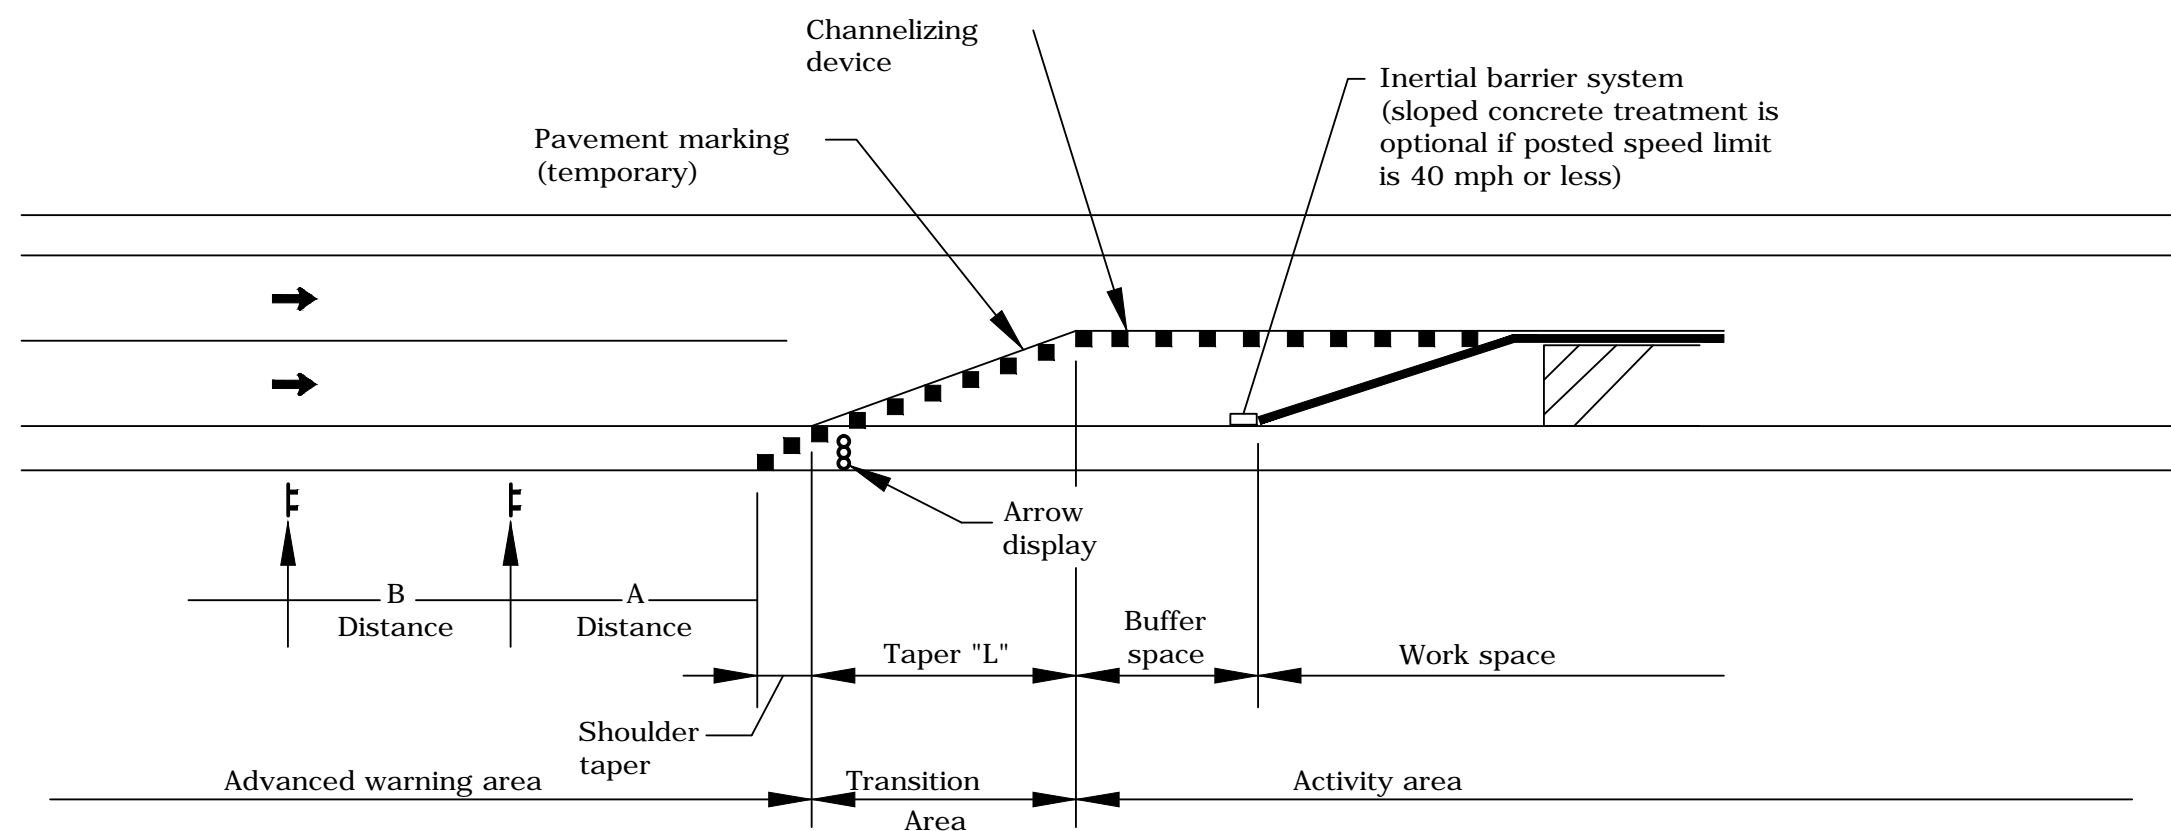 Channelizing
device
Inertial barrier system
(sloped concrete treatment is
optional if posted speed limit
is 40 mph or less)
Pavement marking
(temporary)
Arrow
display
B
Distance
A
Distance
Taper "L"
Buffer
space
Work space
Shoulder
taper
Advanced warning area
Transition
Area
Activity area